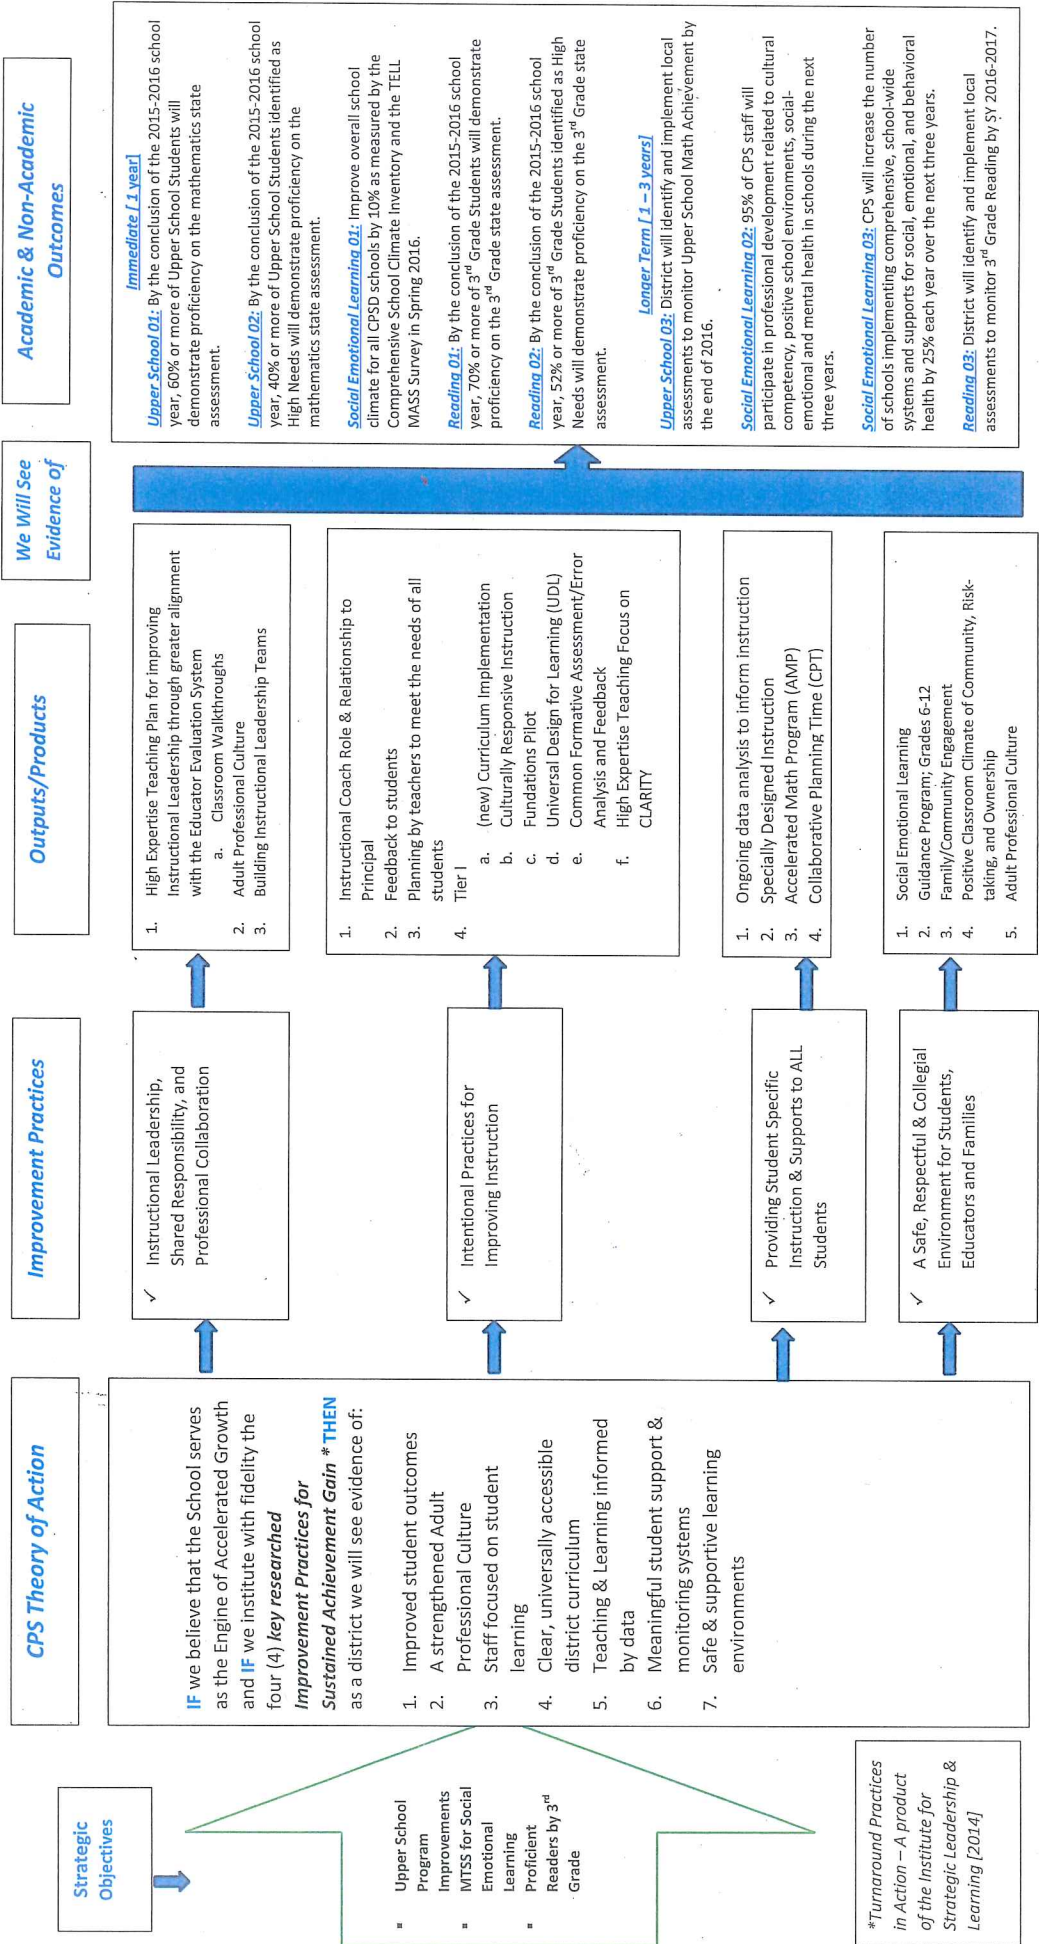 Strategic
Objectives
▪ Upper School
Program
Improvements
▪ MTSS for Social
Emotional
Learning
▪ Proficient
Readers by 3rd
Grade
*Turnaround Practices
in Action – A product
of the Institute for
Strategic Leadership &
Learning [2014]
CPS Theory of Action
IF we believe that the School serves
as the Engine of Accelerated Growth
and IF we institute with fidelity the
four (4) key researched
Improvement Practices for
Sustained Achievement Gain * THEN
as a district we will see evidence of:
1. Improved student outcomes
2. A strengthened Adult
Professional Culture
3. Staff focused on student
learning
4. Clear, universally accessible
district curriculum
5. Teaching & Learning informed
by data
6. Meaningful student support &
monitoring systems
7. Safe & supportive learning
environments
Improvement Practices
✓ Instructional Leadership,
Shared Responsibility, and
Professional Collaboration
✓ Intentional Practices for
Improving Instruction
✓ Providing Student Specific
Instruction & Supports to ALL
Students
✓ A Safe, Respectful & Collegial
Environment for Students,
Educators and Families
Outputs/Products
1. High Expertise Teaching Plan for improving
Instructional Leadership through greater alignment
with the Educator Evaluation System
a. Classroom Walkthroughs
2. Adult Professional Culture
3. Building Instructional Leadership Teams
1. Instructional Coach Role & Relationship to
Principal
2. Feedback to students
3. Planning by teachers to meet the needs of all
students
4. Tier I
a. (new) Curriculum Implementation
b. Culturally Responsive Instruction
c. Fundations Pilot
d. Universal Design for Learning (UDL)
e. Common Formative Assessment/Error
Analysis and Feedback
f. High Expertise Teaching Focus on
CLARITY
1. Ongoing data analysis to inform instruction
2. Specially Designed Instruction
3. Accelerated Math Program (AMP)
4. Collaborative Planning Time (CPT)
1. Social Emotional Learning
2. Guidance Program; Grades 6-12
3. Family/Community Engagement
4. Positive Classroom Climate of Community, Risk-
taking, and Ownership
5. Adult Professional Culture
We Will See
Evidence of
Academic & Non-Academic
Outcomes
Immediate [ 1 year]
Upper School 01: By the conclusion of the 2015-2016 school
year, 60% or more of Upper School Students will
demonstrate proficiency on the mathematics state
assessment.
Upper School 02: By the conclusion of the 2015-2016 school
year, 40% or more of Upper School Students identified as
High Needs will demonstrate proficiency on the
mathematics state assessment.
Social Emotional Learning 01: Improve overall school
climate for all CPSD schools by 10% as measured by the
Comprehensive School Climate Inventory and the TELL
MASS Survey in Spring 2016.
Reading 01: By the conclusion of the 2015-2016 school
year, 70% or more of 3rd Grade Students will demonstrate
proficiency on the 3rd Grade state assessment.
Reading 02: By the conclusion of the 2015-2016 school
year, 52% or more of 3rd Grade Students identified as High
Needs will demonstrate proficiency on the 3rd Grade state
assessment.
Longer Term [ 1 – 3 years]
Upper School 03: District will identify and implement local
assessments to monitor Upper School Math Achievement by
the end of 2016.
Social Emotional Learning 02: 95% of CPS staff will
participate in professional development related to cultural
competency, positive school environments, social-
emotional and mental health in schools during the next
three years.
Social Emotional Learning 03: CPS will increase the number
of schools implementing comprehensive, school-wide
systems and supports for social, emotional, and behavioral
health by 25% each year over the next three years.
Reading 03: District will identify and implement local
assessments to monitor 3rd Grade Reading by SY 2016-2017.